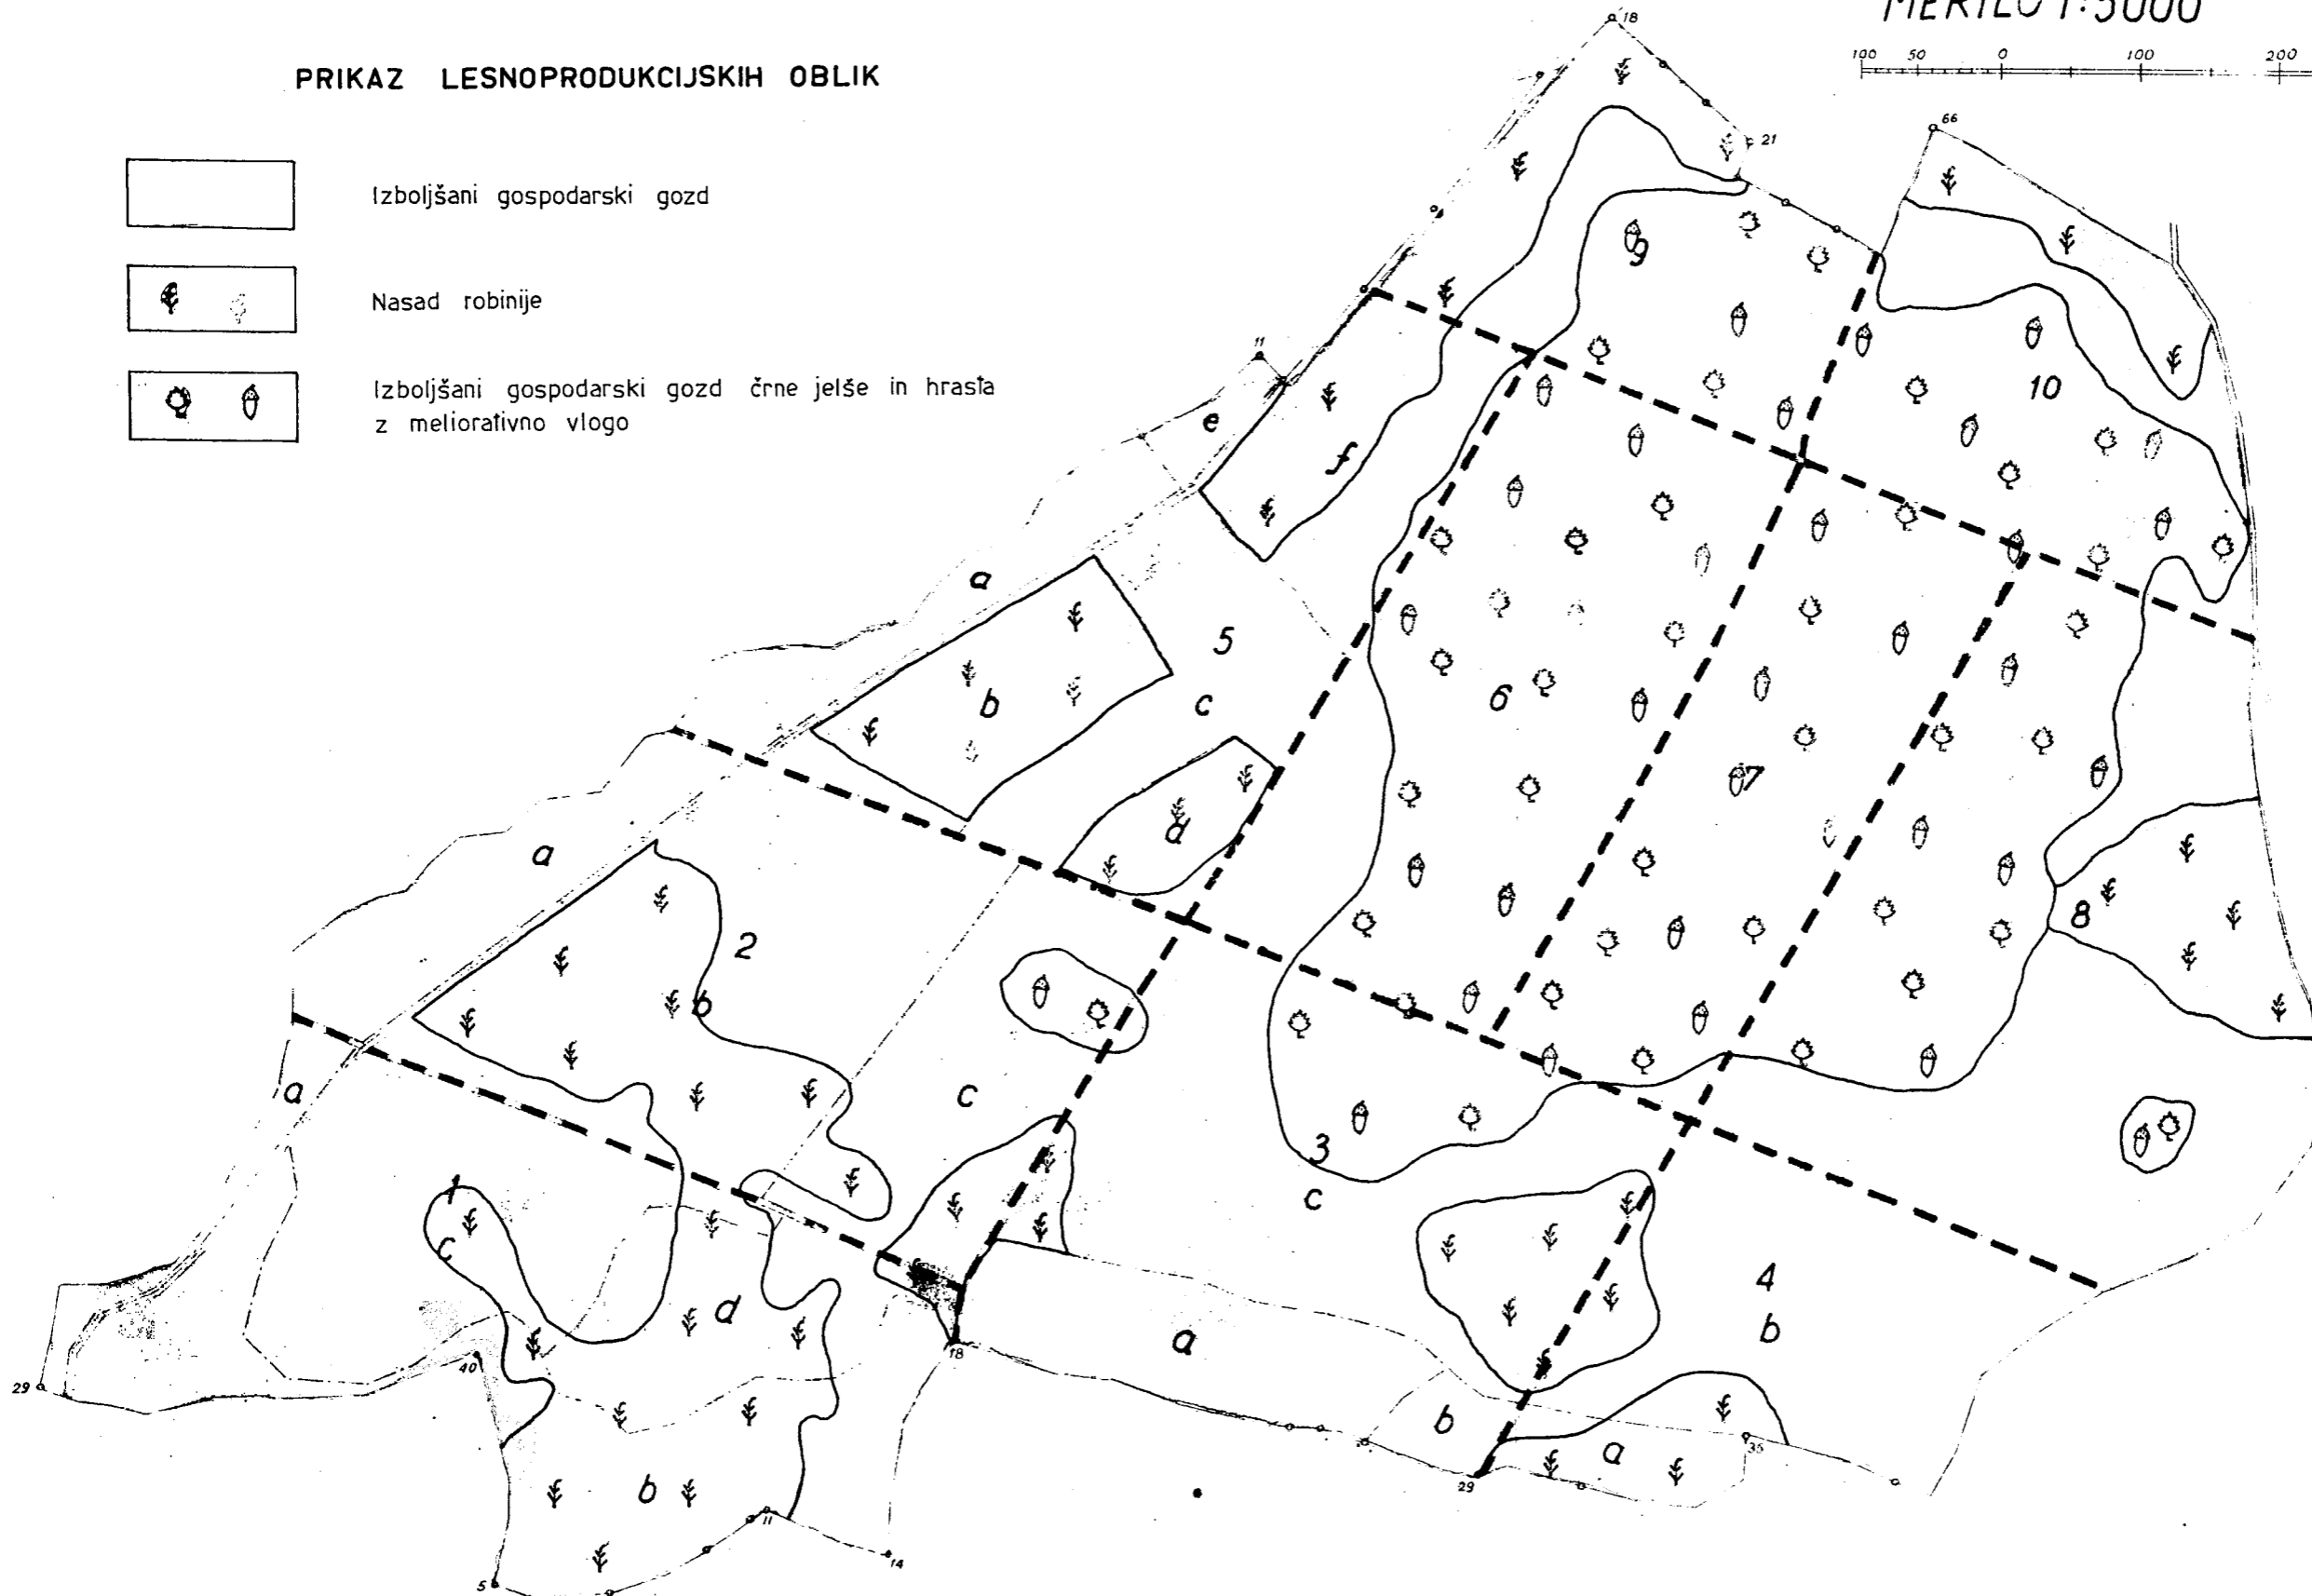 MERILO 1:5000
100 50 0 100 200
PRIKAZ LESNOPRODUKCIJSKIH OBLIK
Izboljšani gospodarski gozd
Nasad robinije
Izboljšani gospodarski gozd črne jelše in hrasta
z meliorativno vlogo
18
21
66
9
11
10
e
f
a
5
b
c
6
7
d
a
2
8
b
a
c
3
1
c
c
4
d
b
a
18
40
29
b
a
35
29
b
11
14
5